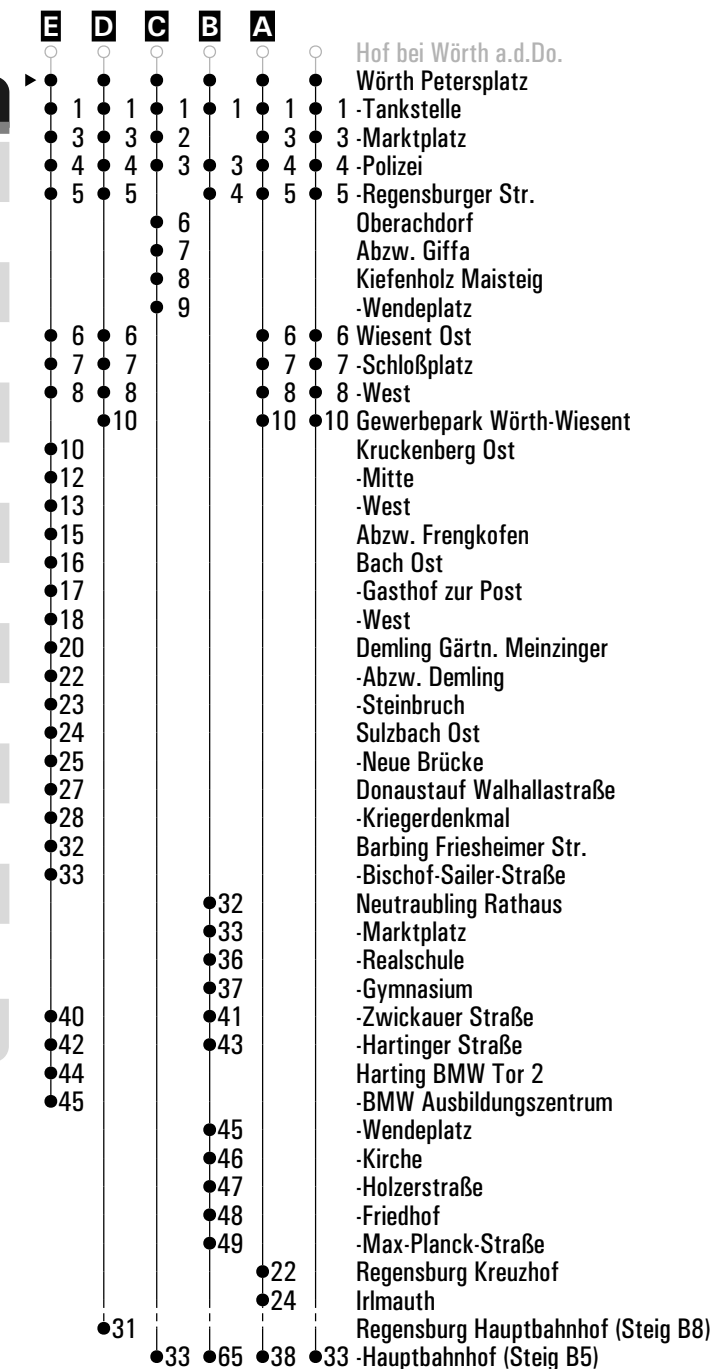 E D C B A
Hof bei Wörth a.d.Do.
Wörth Petersplatz
1 1 1 1 1 1 -Tankstelle
3 3 2 3 3 -Marktplatz
4 4 3 3 4 4 -Polizei
5 5 4 5 5 -Regensburger Str.
6 Oberachdorf
7 Abzw. Giffa
8 Kiefenholz Maisteig
9 -Wendeplatz
6 6 6 6 Wiesent Ost
7 7 7 7 -Schloßplatz
8 8 8 8 -West
10 10 10 Gewerbepark Wörth-Wiesent
10 Kruckenberg Ost
12 -Mitte
13 -West
15 Abzw. Frengkofen
16 Bach Ost
17 -Gasthof zur Post
18 -West
20 Demling Gärtn. Meinzinger
22 -Abzw. Demling
23 -Steinbruch
24 Sulzbach Ost
25 -Neue Brücke
27 Donaustauf Walhallastraße
28 -Kriegerdenkmal
32 Barbing Friesheimer Str.
33 -Bischof-Sailer-Straße
32 Neutraubling Rathaus
33 -Marktplatz
36 -Realschule
37 -Gymnasium
40 41 -Zwickauer Straße
42 43 -Hartinger Straße
44 Harting BMW Tor 2
45 -BMW Ausbildungszentrum
45 -Wendeplatz
46 -Kirche
47 -Holzerstraße
48 -Friedhof
49 -Max-Planck-Straße
22 Regensburg Kreuzhof
24 Irlmauth
31 Regensburg Hauptbahnhof (Steig B8)
33 65 38 33 -Hauptbahnhof (Steig B5)